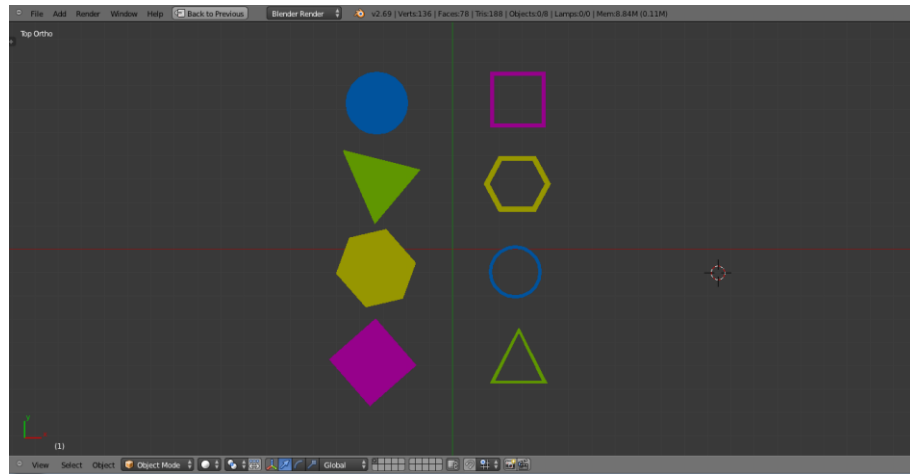 File Add Render Window Help Back to Previous Blender Render v2.69 | Verts:136 | Faces:78 | Tris:188 | Objects:0/8 | Lamps:0/0 | Mem:8.84M (0.11M)
Top Ortho
(1)
View Select Object Object Mode Global